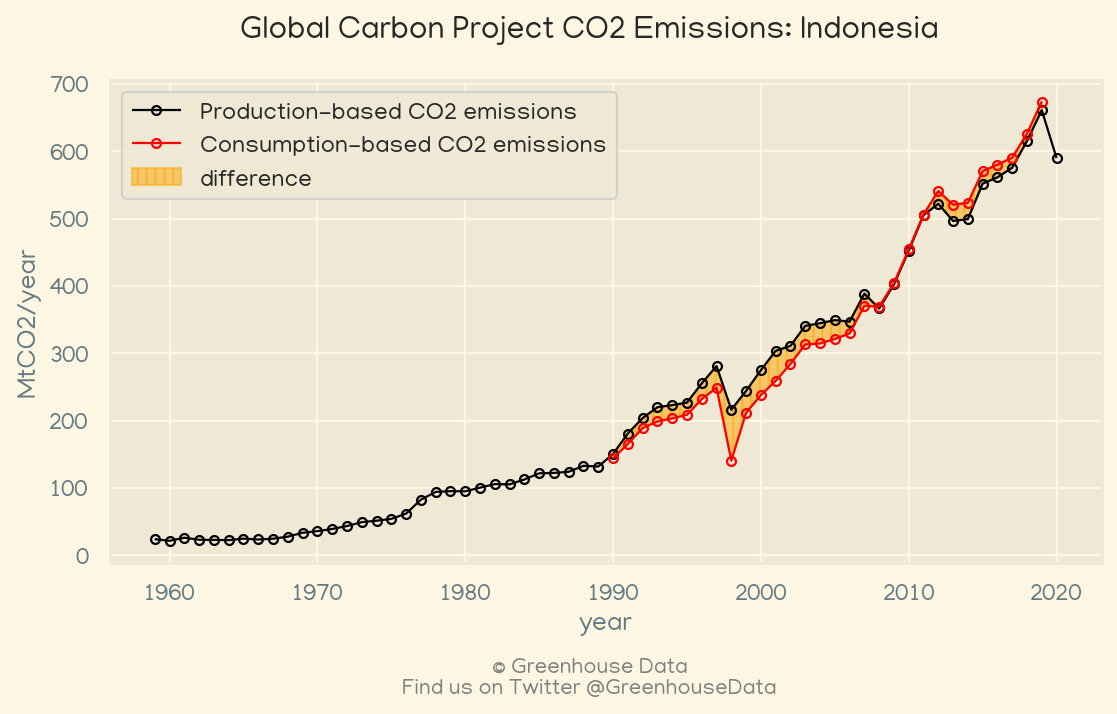 Global Carbon Project CO2 Emissions: Indonesia
700
600
500
400
300
200
100
0
MtCO2/year
Production-based CO2 emissions
Consumption-based CO2 emissions
difference
1960 1970 1980 1990 2000 2010 2020
year
© Greenhouse Data
Find us on Twitter @GreenhouseData